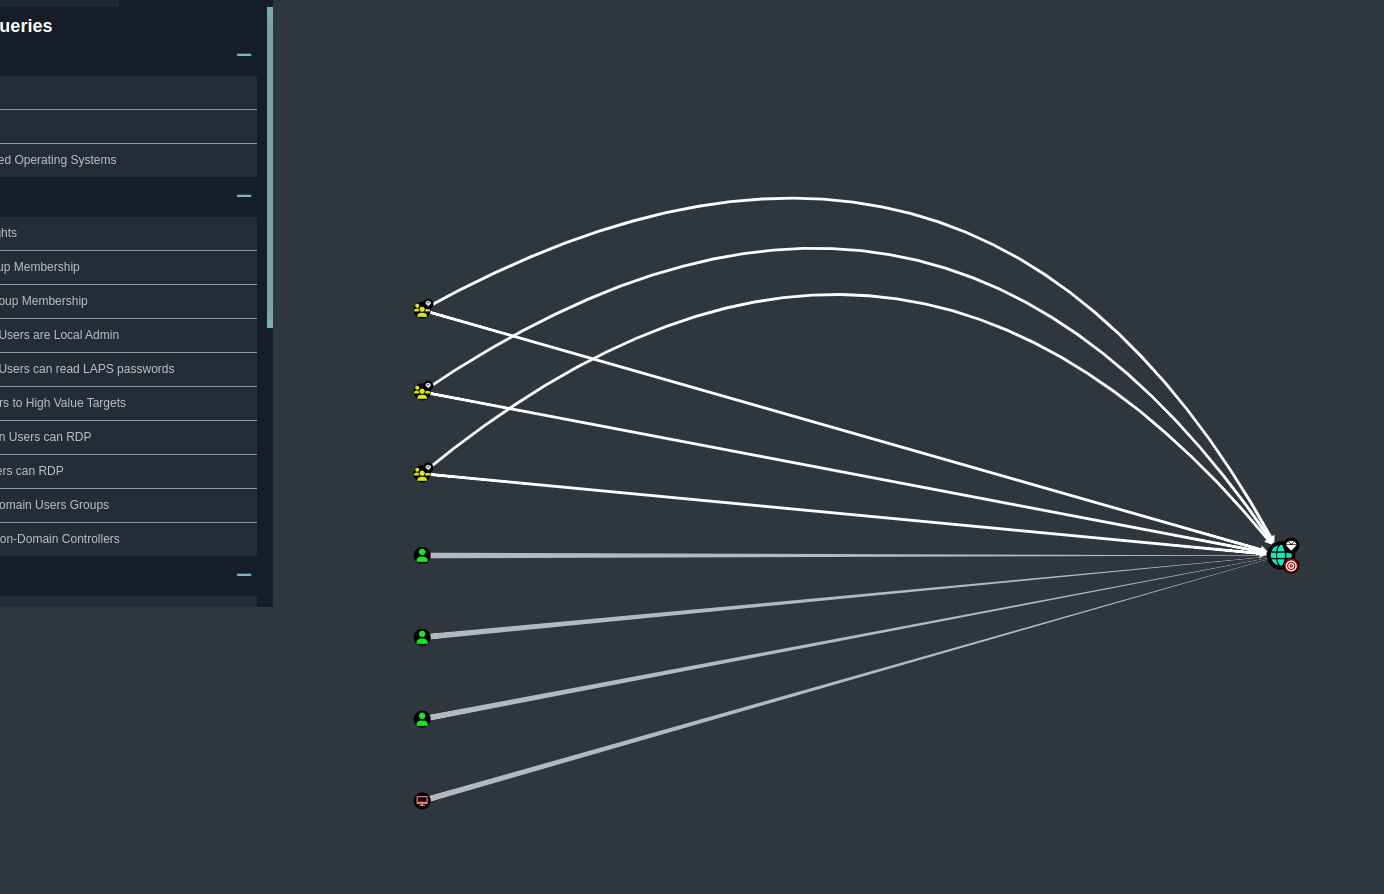 ueries
ed Operating Systems
hts
up Membership
oup Membership
Users are Local Admin
Users can read LAPS passwords
rs to High Value Targets
n Users can RDP
ers can RDP
omain Users Groups
on-Domain Controllers